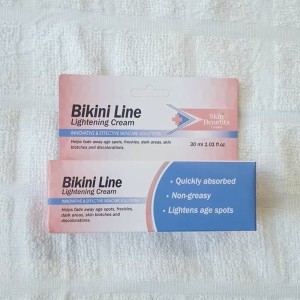 Bikini Line
Lightening Cream
INNOVATIVE & EFFECTIVE SKINCARE SOLUTIONS
Helps fade away age spots, freckles, dark areas, skin
blotches and discolorations.
Skin
Benefits
30 ml 1.01 fl.oz
Bikini Line
Lightening Cream
INNOVATIVE & EFFECTIVE SKINCARE SOLUTIONS
Helps fade away age spots, freckles,
dark areas, skin blotches and
discolorations.
• Quickly absorbed
• Non-greasy
• Lightens age spots